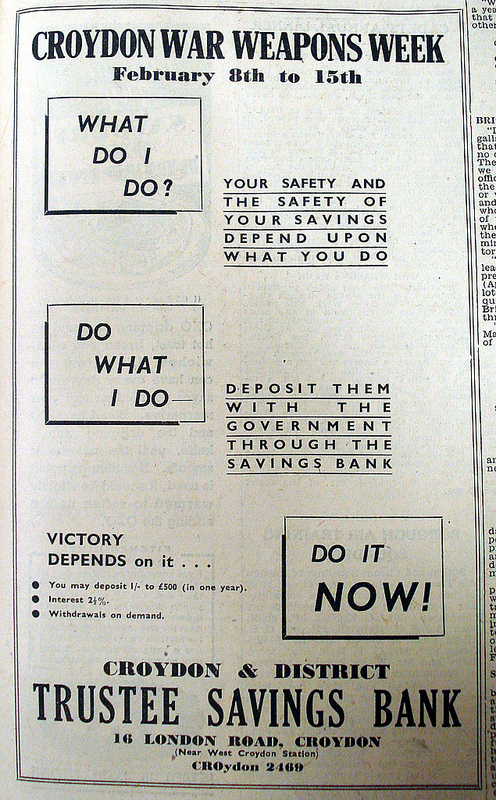 CROYDON WAR WEAPONS WEEK
February 8th to 15th
WHAT
DO I
DO?
YOUR SAFETY AND
THE SAFETY OF
YOUR SAVINGS
DEPEND UPON
WHAT YOU DO
DO
WHAT
I DO—
DEPOSIT THEM
WITH THE
GOVERNMENT
THROUGH THE
SAVINGS BANK
VICTORY
DEPENDS on it . . .
● You may deposit 1/- to £500 (in one year).
● Interest 2½%.
● Withdrawals on demand.
DO IT
NOW!
CROYDON & DISTRICT
TRUSTEE SAVINGS BANK
16 LONDON ROAD, CROYDON
(Near West Croydon Station)
CROydon 2469